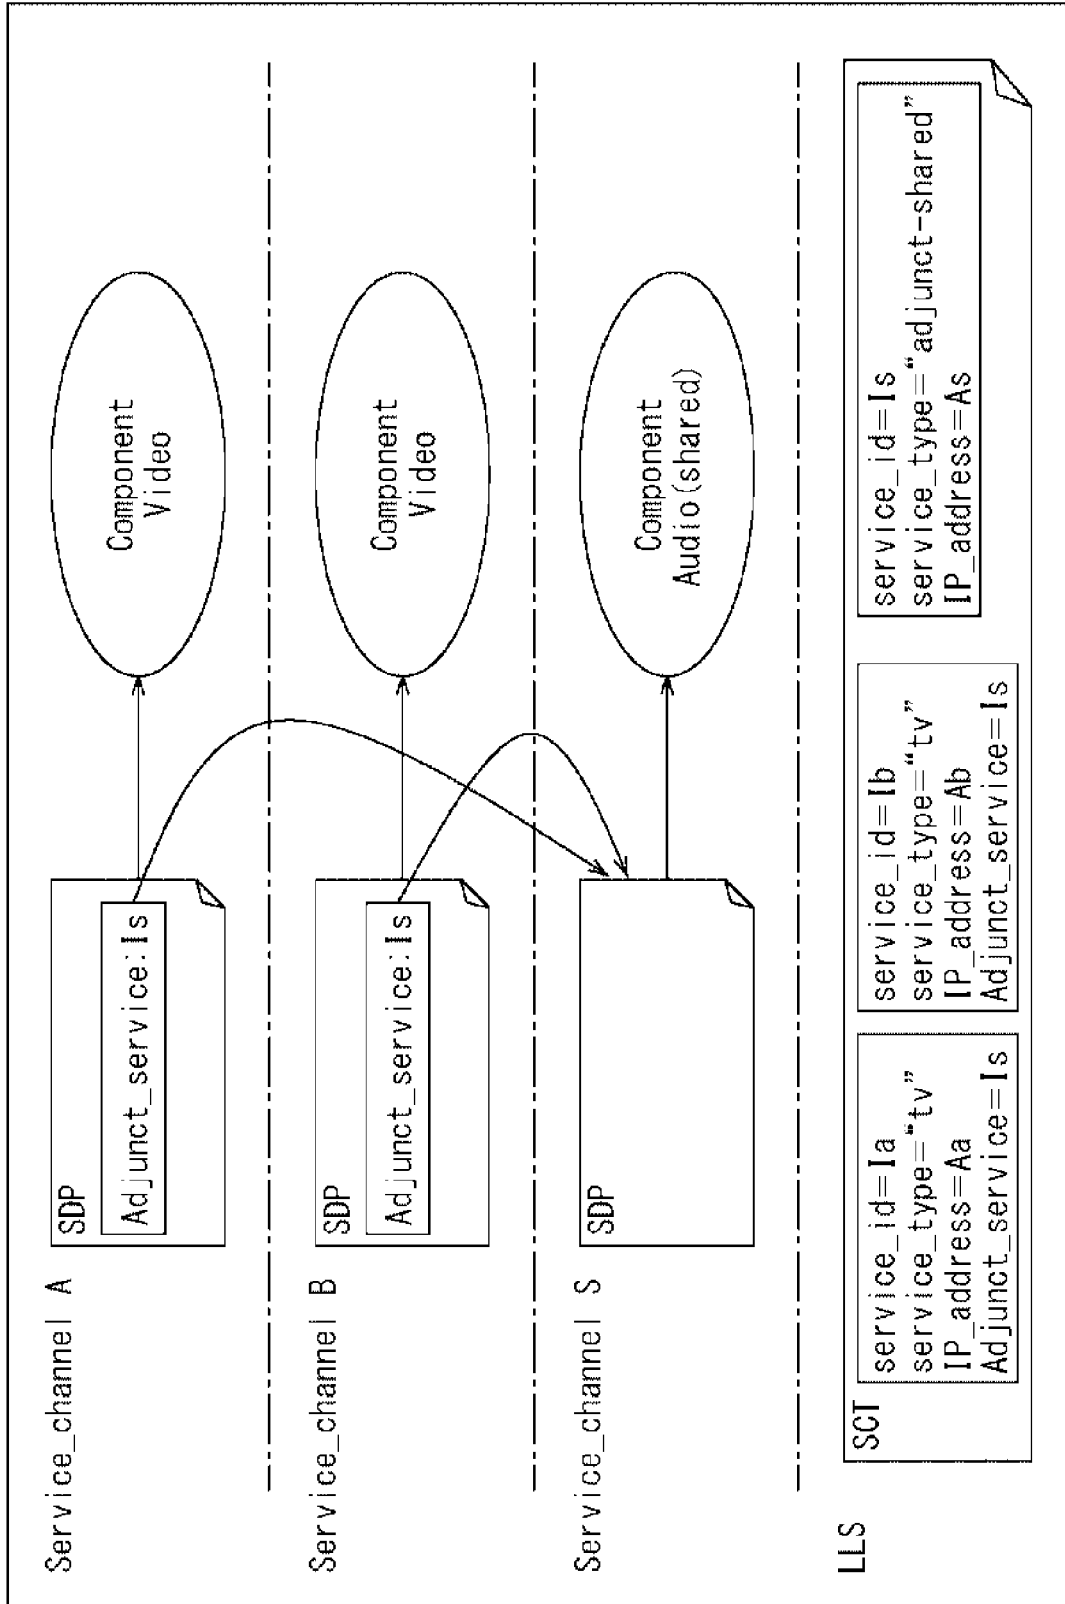 Service_channel A
SDP
Adjunct_service:Is
Component
Video
Service_channel B
SDP
Adjunct_service:Is
Component
Video
Service_channel S
SDP
Component
Audio(shared)
LLS
SCT
service_id=Ia
service_type=“tv”
IP_address=Aa
Adjunct_service=Is
service_id=Ib
service_type=“tv”
IP_address=Ab
Adjunct_service=Is
service_id=Is
service_type=“adjunct-shared”
IP_address=As